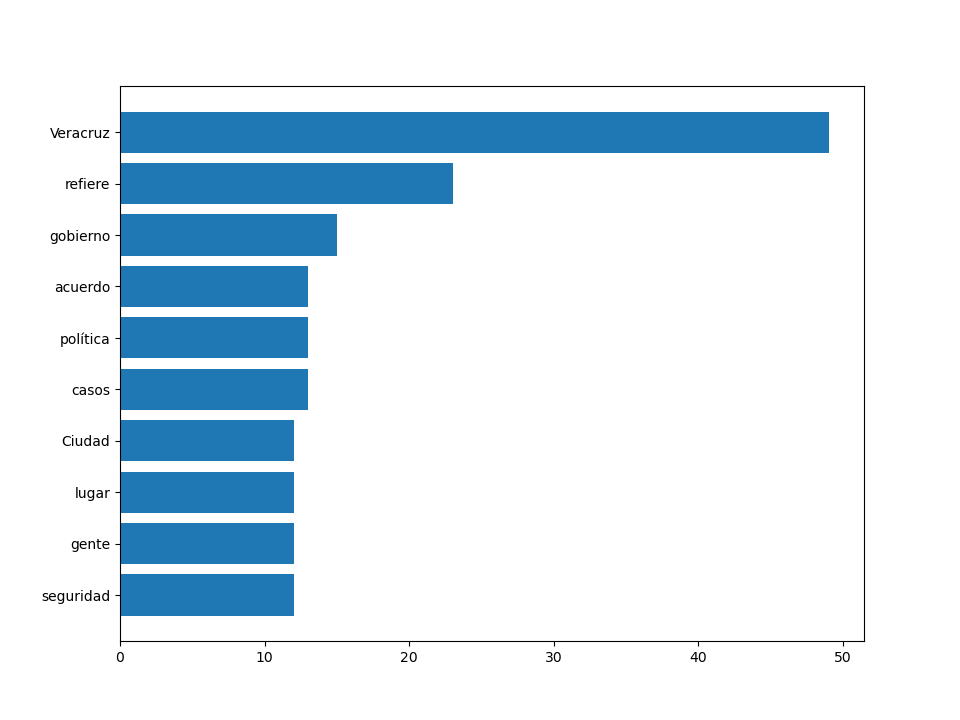 Veracruz
refiere
gobierno
acuerdo
política
casos
Ciudad
lugar
gente
seguridad
0 10 20 30 40 50